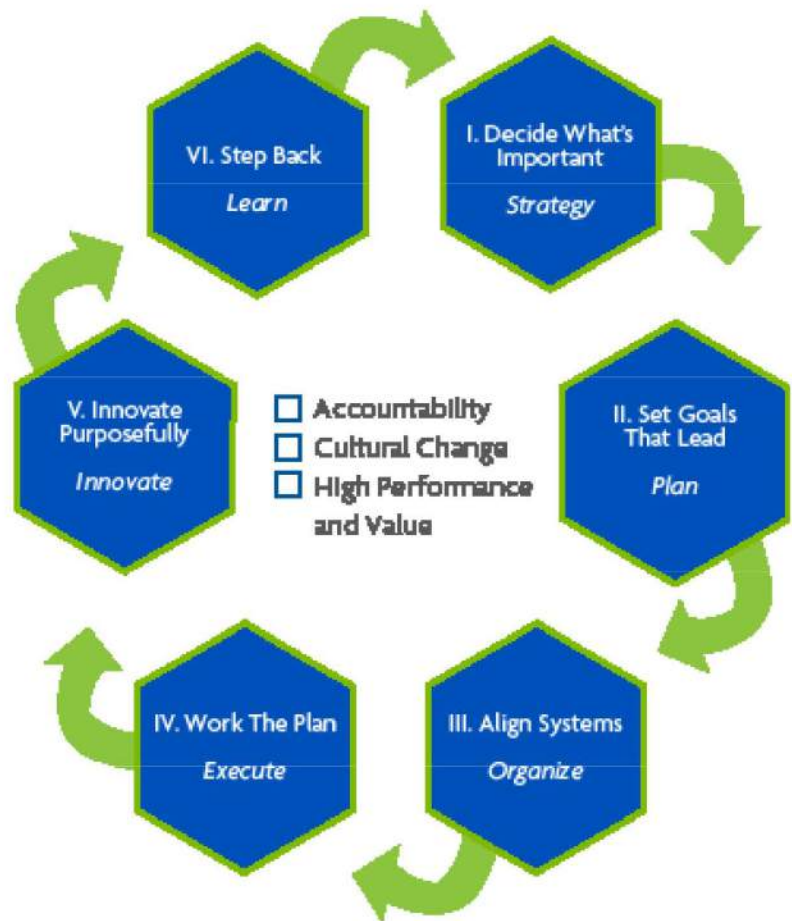 VI. Step Back
Learn
I. Decide What's
Important
Strategy
II. Set Goals
That Lead
Plan
III. Align Systems
Organize
IV. Work The Plan
Execute
V. Innovate
Purposefully
Innovate
Accountability
Cultural Change
High Performance
and Value